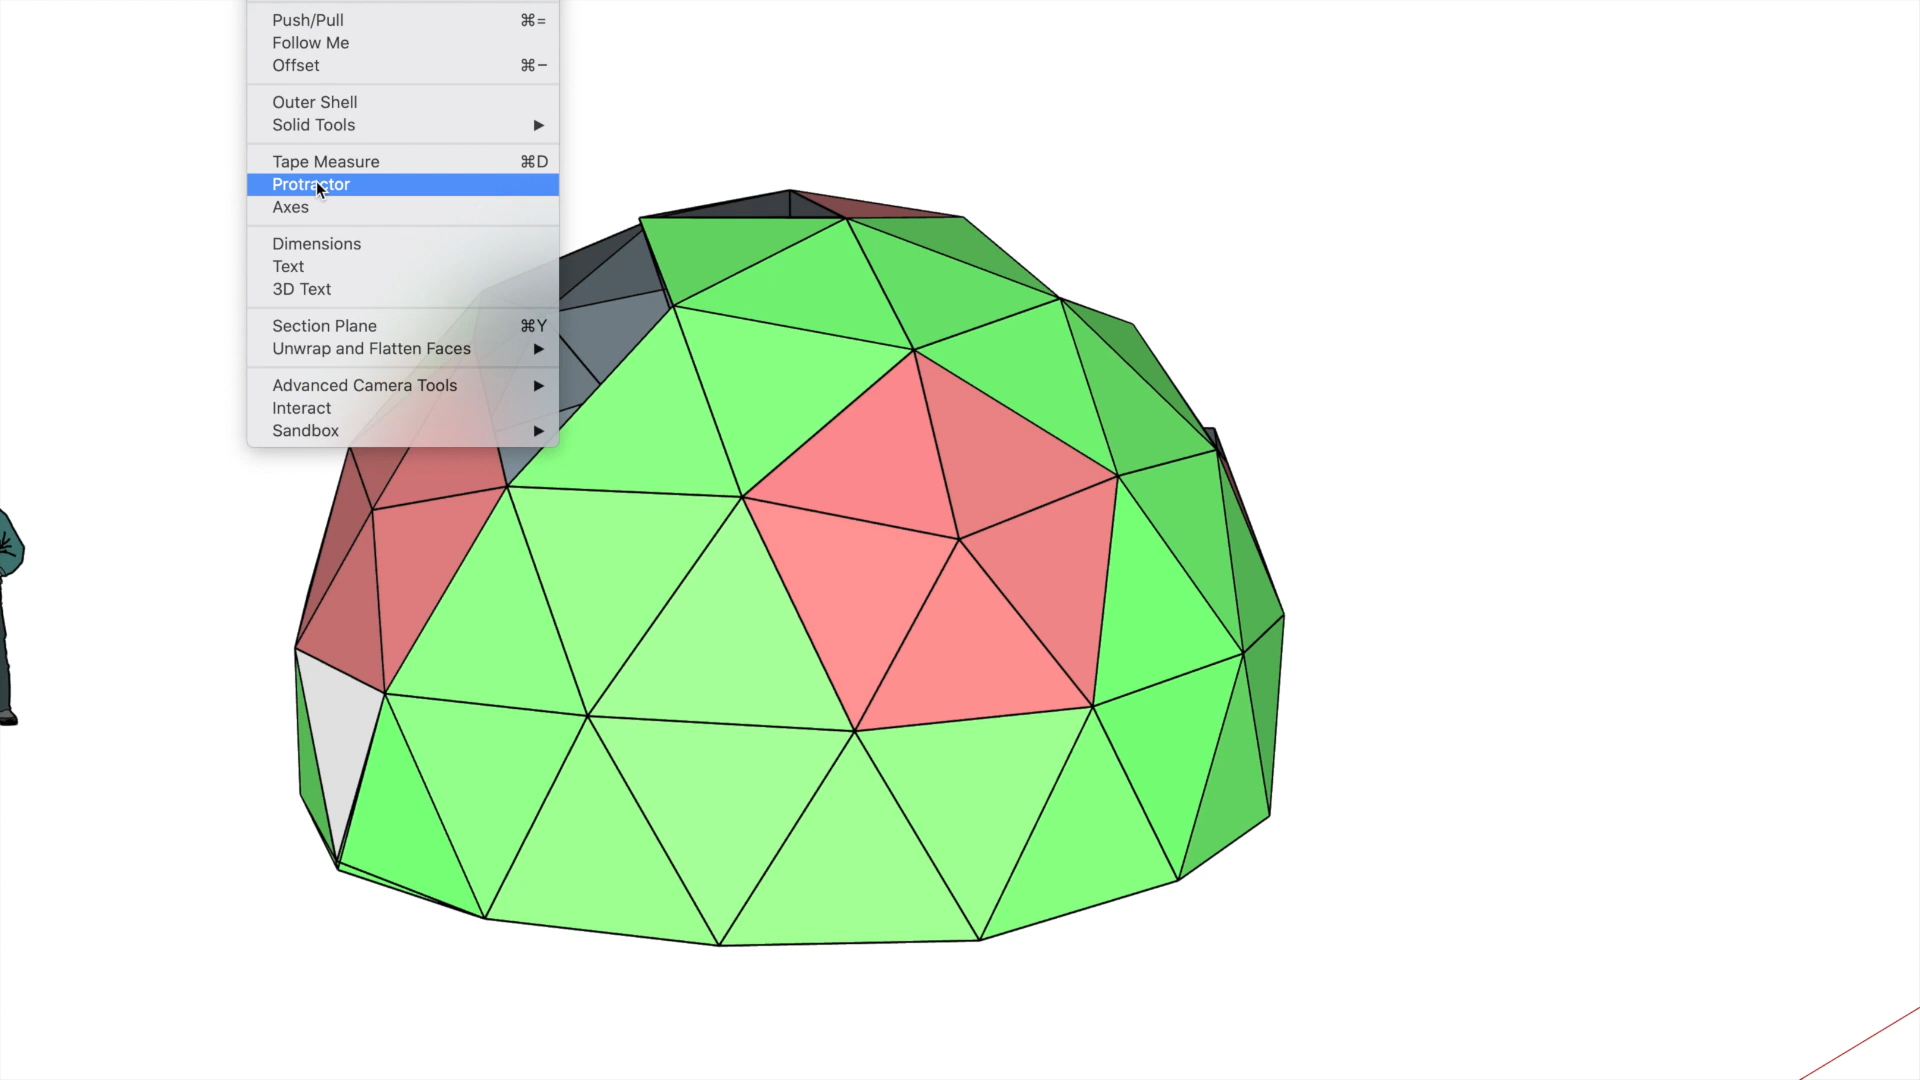 Push/Pull ⌘=
Follow Me
Offset ⌘−
Outer Shell
Solid Tools ▶
Tape Measure ⌘D
Protractor
Axes
Dimensions
Text
3D Text
Section Plane ⌘Y
Unwrap and Flatten Faces ▶
Advanced Camera Tools ▶
Interact
Sandbox ▶